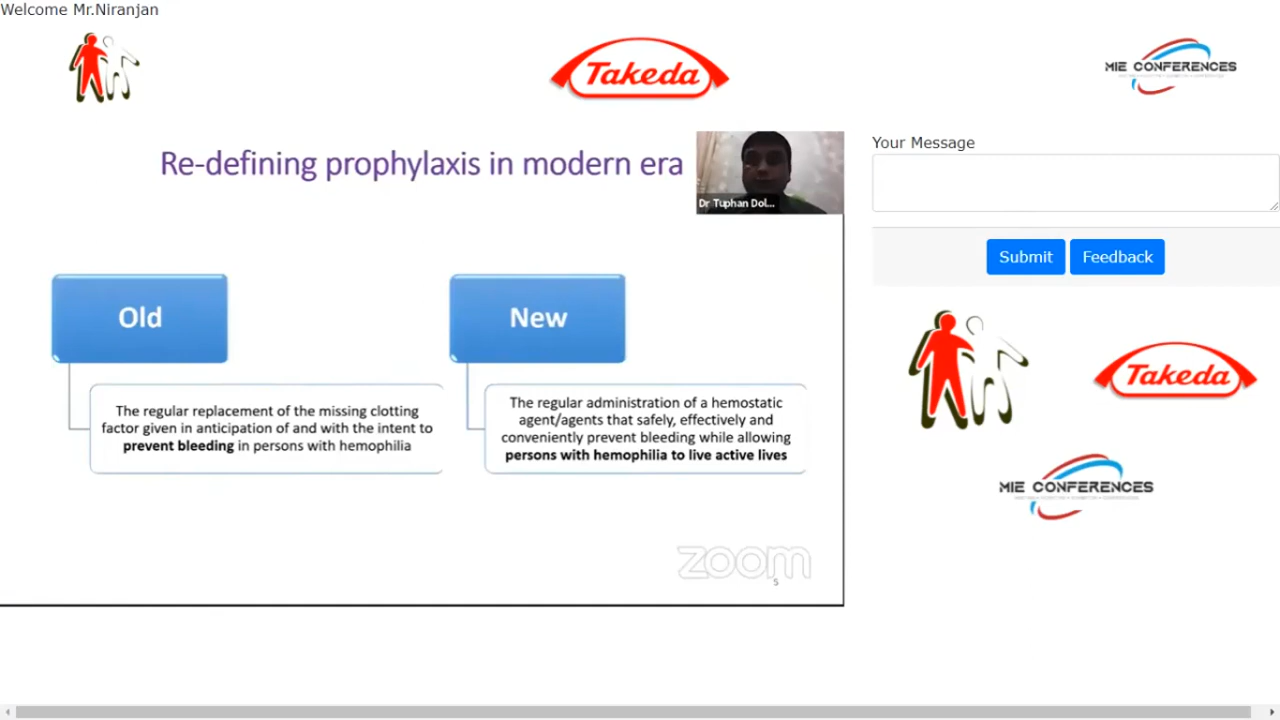 Welcome Mr.Niranjan
Takeda
MIE CONFERENCES
Re-defining prophylaxis in modern era
Dr Tuphan Dol...
Your Message
Submit
Feedback
Old
New
The regular replacement of the missing clotting
factor given in anticipation of and with the intent to
prevent bleeding in persons with hemophilia
The regular administration of a hemostatic
agent/agents that safely, effectively and
conveniently prevent bleeding while allowing
persons with hemophilia to live active lives
Takeda
MIE CONFERENCES
zoom
5